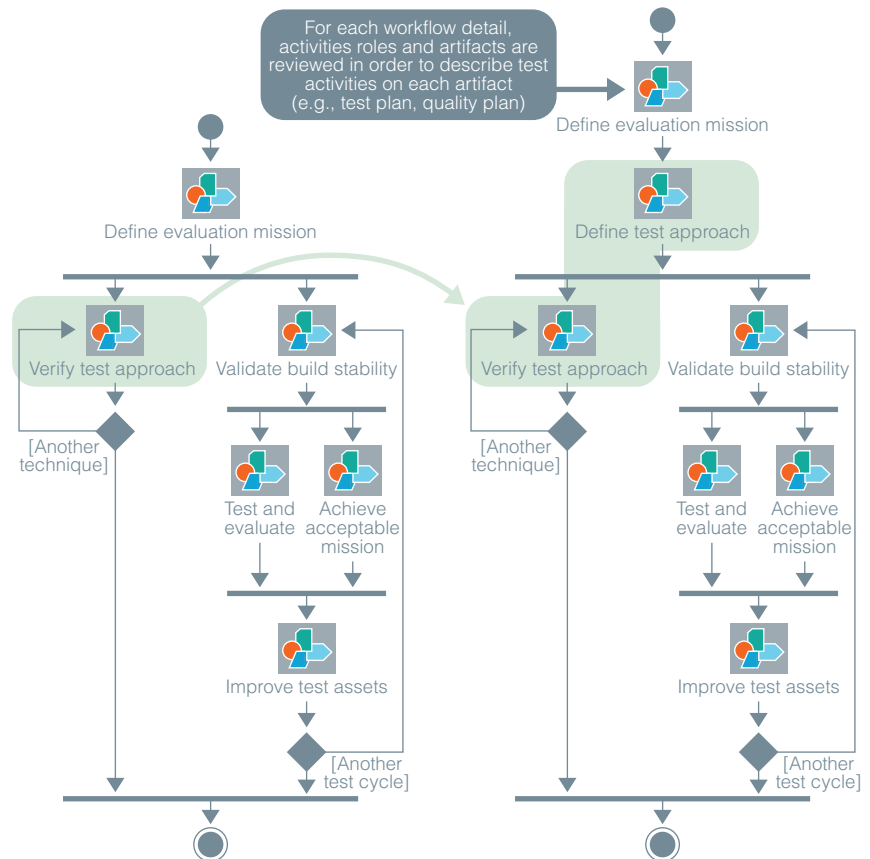 For each workflow detail,
activities roles and artifacts are
reviewed in order to describe test
activities on each artifact
(e.g., test plan, quality plan)
Define evaluation mission
Define evaluation mission
Define test approach
Verify test approach
Validate build stability
[Another
technique]
Test and
evaluate
Achieve
acceptable
mission
Improve test assets
[Another
test cycle]
Verify test approach
Validate build stability
[Another
technique]
Test and
evaluate
Achieve
acceptable
mission
Improve test assets
[Another
test cycle]